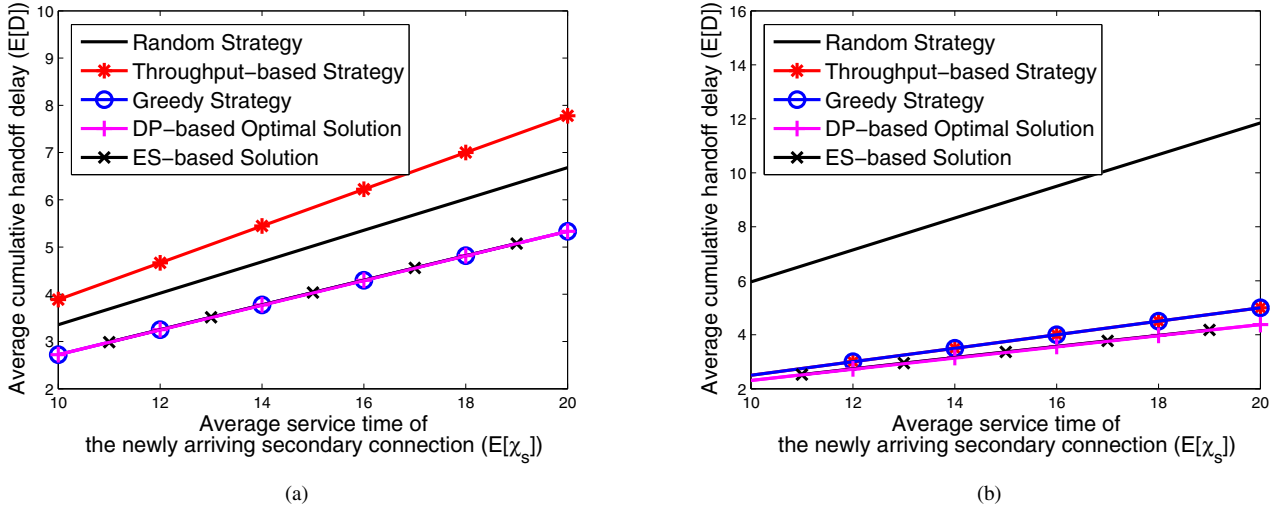 Average cumulative handoff delay (E[D])
10
9
8
7
6
5
4
3
2
Random Strategy
Throughput−based Strategy
Greedy Strategy
DP−based Optimal Solution
ES−based Solution
10 12 14 16 18 20
Average service time of
the newly arriving secondary connection (E[χs])
(a)
Average cumulative handoff delay (E[D])
16
14
12
10
8
6
4
2
Random Strategy
Throughput−based Strategy
Greedy Strategy
DP−based Optimal Solution
ES−based Solution
10 12 14 16 18 20
Average service time of
the newly arriving secondary connection (E[χs])
(b)